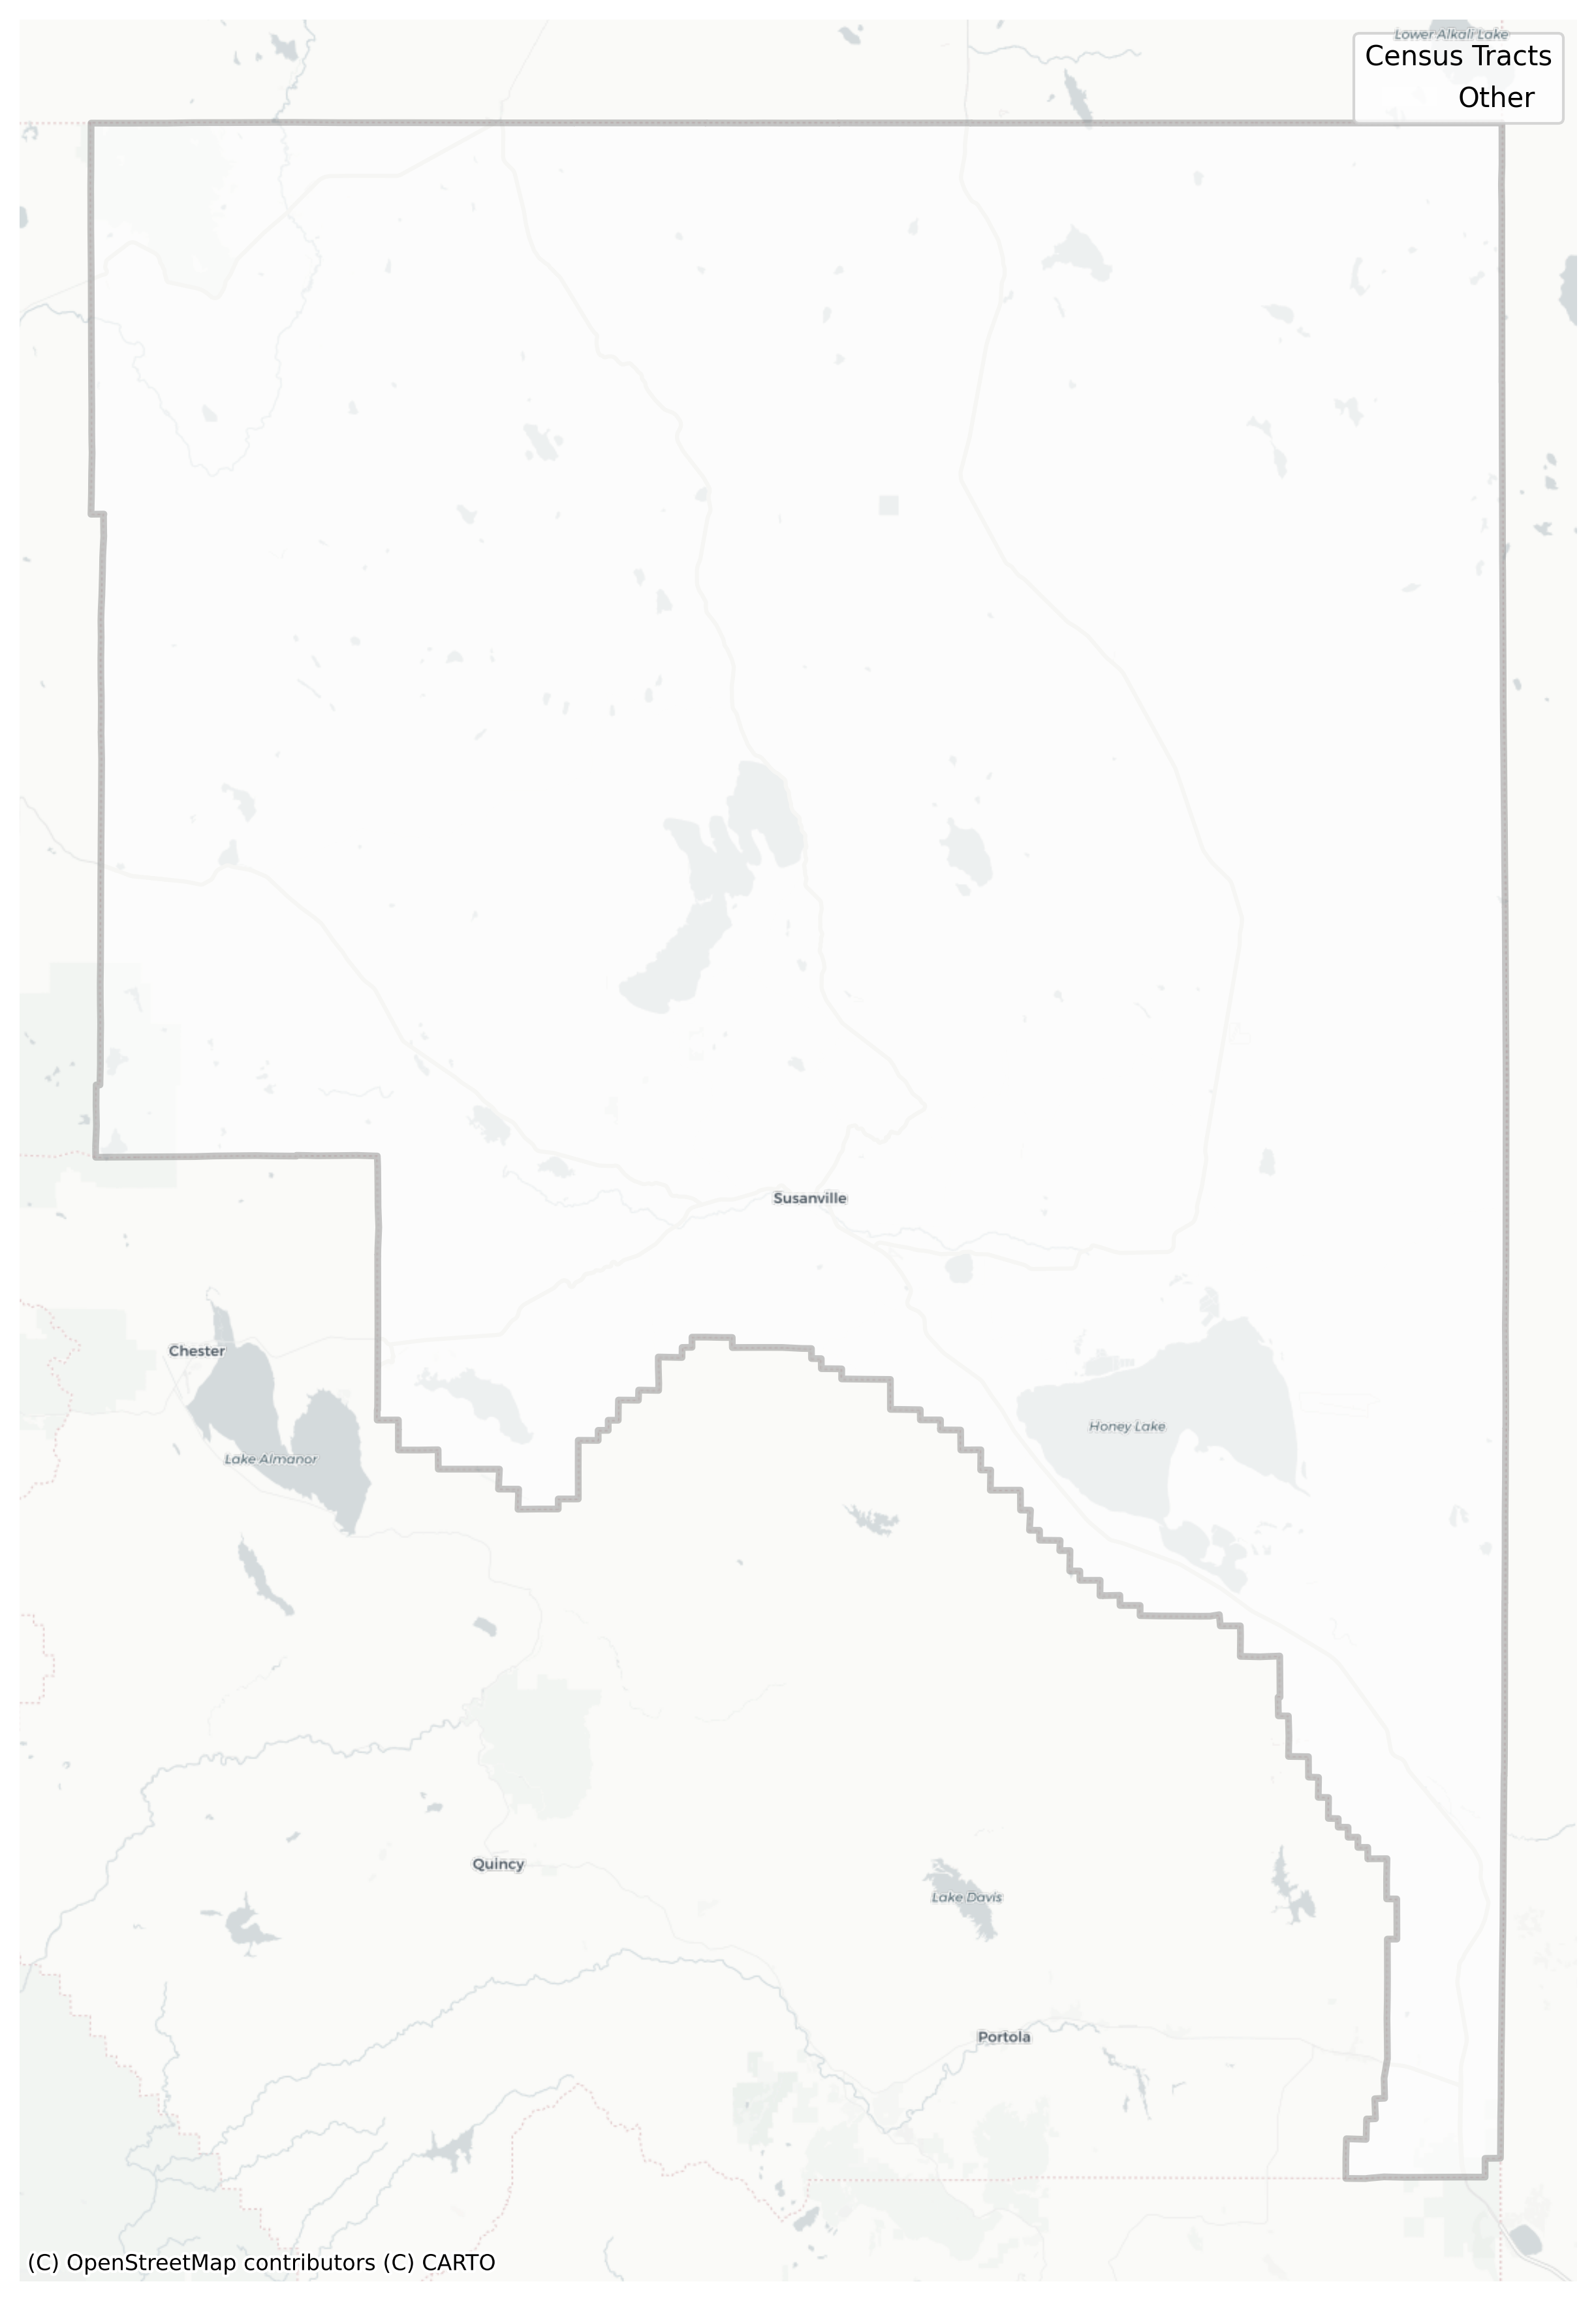 Lower Alkali Lake
Census Tracts
Other
Susanville
Chester
Honey Lake
Lake Almanor
Quincy
Lake Davis
Portola
(C) OpenStreetMap contributors (C) CARTO